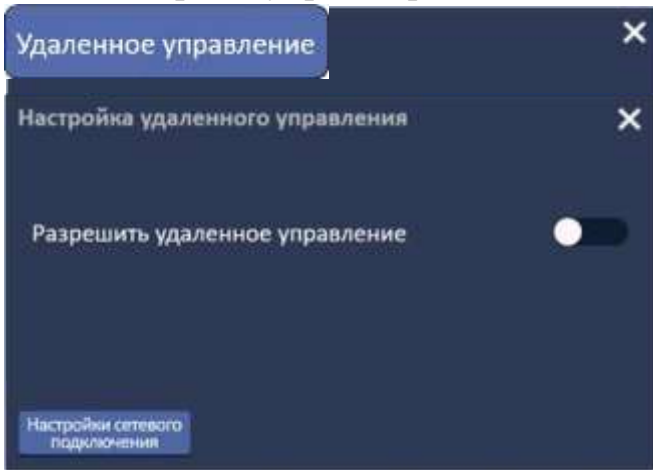 Удаленное управление
Настройка удаленного управления
Разрешить удаленное управление
Настройки сетевого
подключения